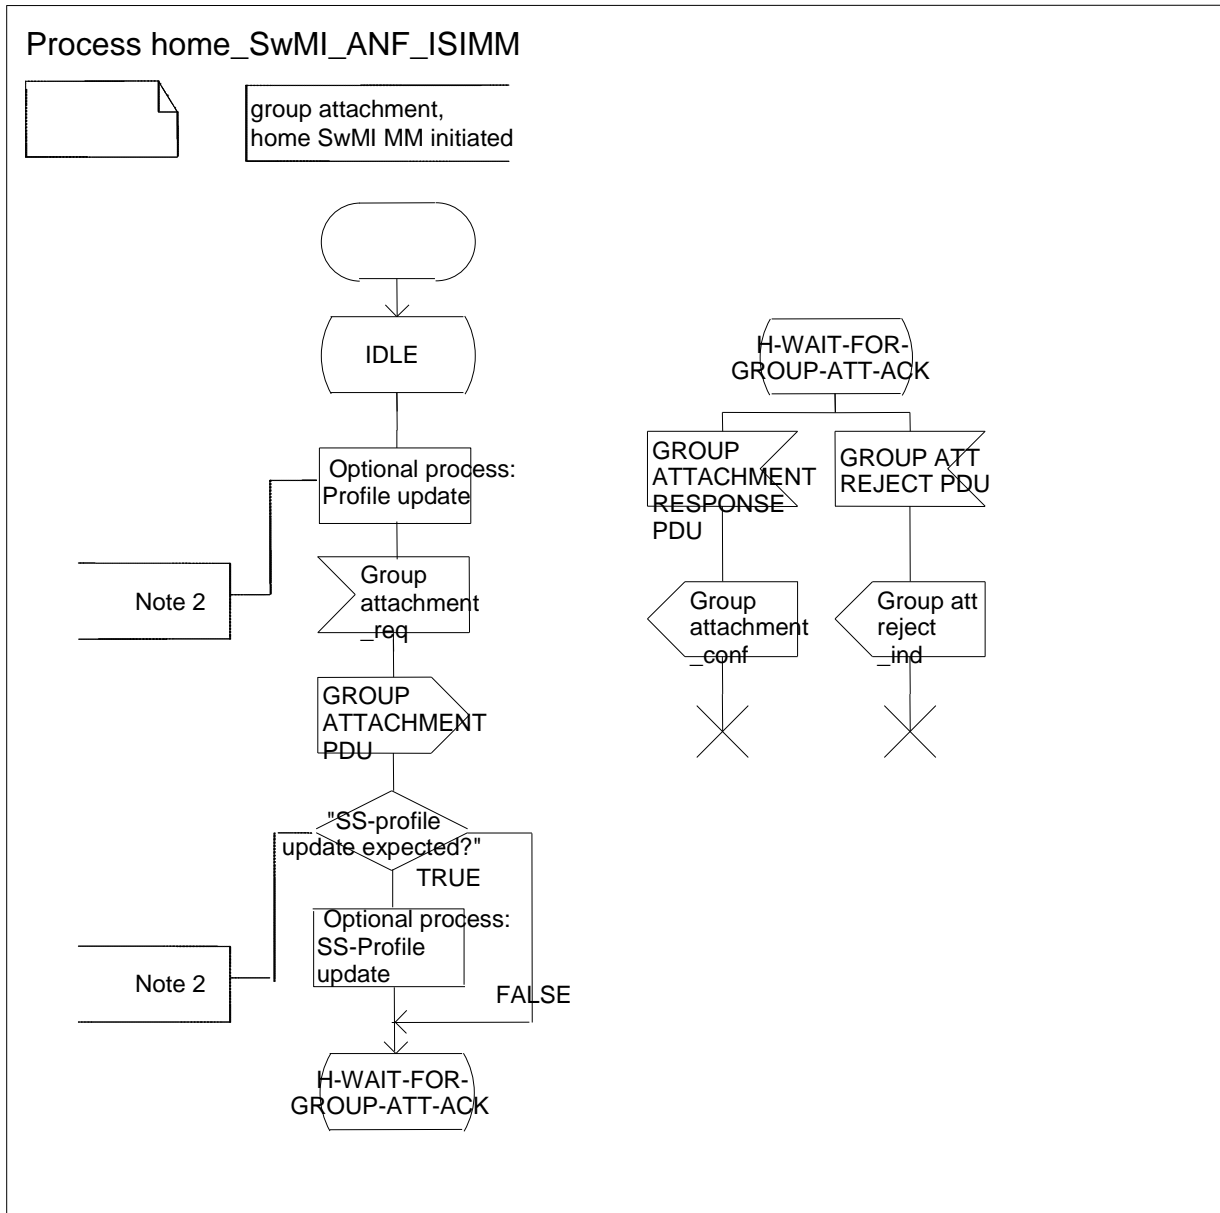 Process home_SwMI_ANF_ISIMM
group attachment,
home SwMI MM initiated
IDLE
Optional process:
Profile update
Note 2
Group
attachment
_req
GROUP
ATTACHMENT
PDU
"SS-profile
update expected?"
TRUE
Optional process:
SS-Profile
update
Note 2
FALSE
H-WAIT-FOR-
GROUP-ATT-ACK
H-WAIT-FOR-
GROUP-ATT-ACK
GROUP
ATTACHMENT
RESPONSE
PDU
GROUP ATT
REJECT PDU
Group
attachment
_conf
Group att
reject
_ind